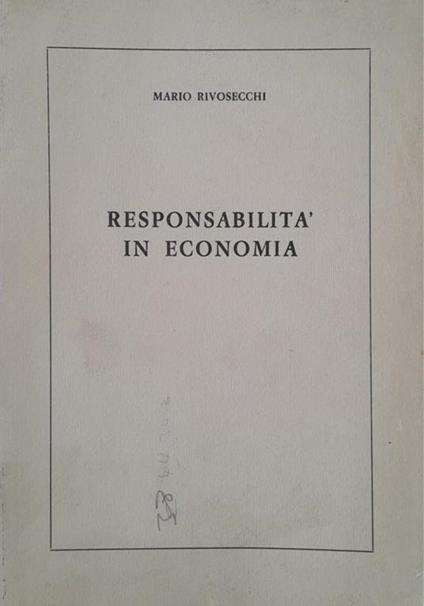 MARIO RIVOSECCHI
RESPONSABILITA'
IN ECONOMIA